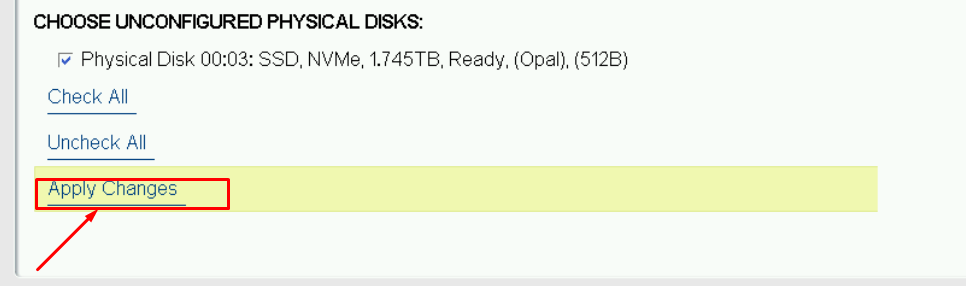 CHOOSE UNCONFIGURED PHYSICAL DISKS:
Physical Disk 00:03: SSD, NVMe, 1.745TB, Ready, (Opal), (512B)
Check All
Uncheck All
Apply Changes